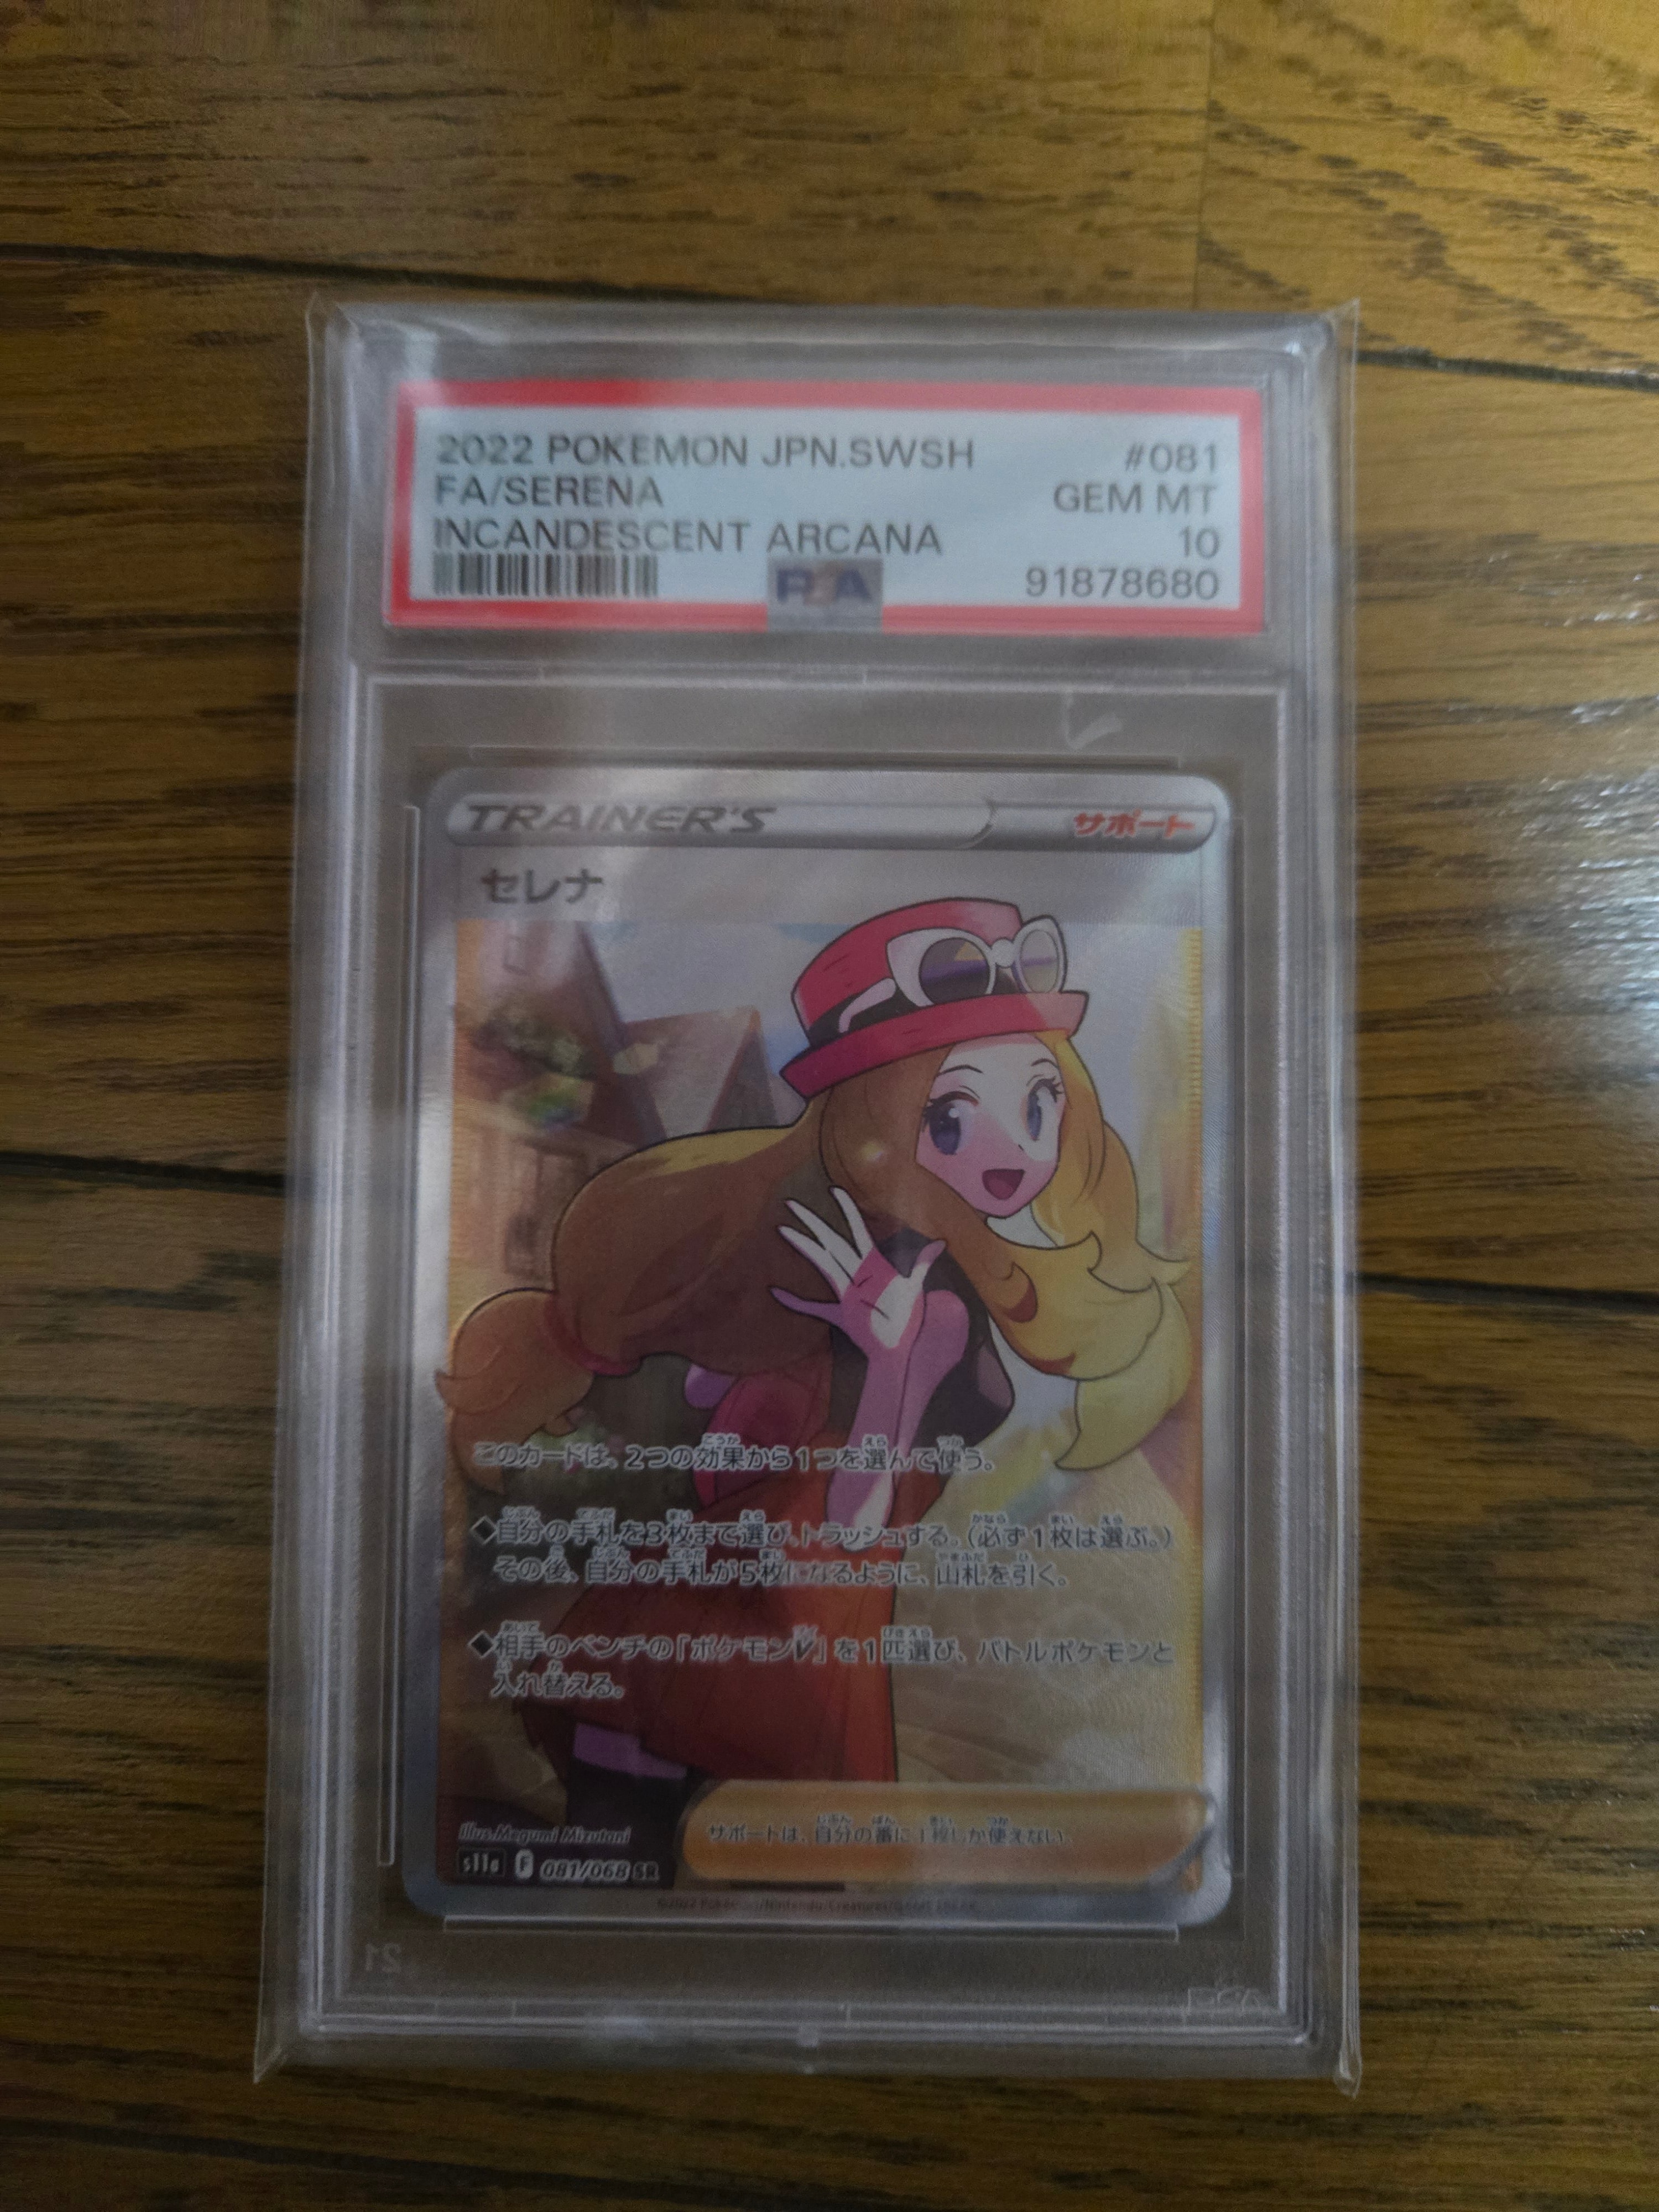 2022 POKEMON JPN.SWSH #081
FA/SERENA GEM MT
INCANDESCENT ARCANA 10
PSA 91878680
TRAINER'S サポート
セレナ
このカードは、2つの効果から1つを選んで使う。
◆自分の手札を3枚まで選び、トラッシュする。(必ず1枚は選ぶ。)
その後、自分の手札が5枚になるように、山札を引く。
◆相手のベンチの「ポケモンV」を1匹選び、バトルポケモンと
入れ替える。
Illus.Megumi Mizutani
サポートは、自分の番に1枚しか使えない。
s11a F 081/068 SR